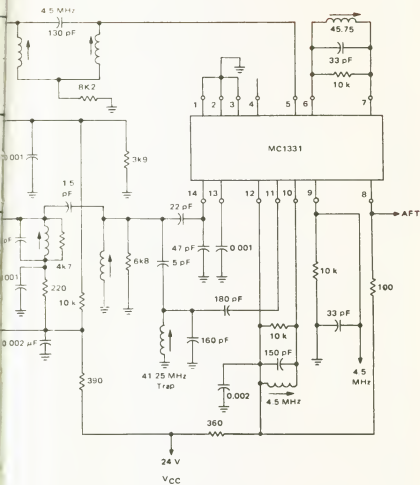 4.5 MHz
130 pF
8K2
45.75
33 pF
10 k
1
2
3
4
5
6
7
MC1331
14
13
12
11
10
9
8
AFT
0.001
3k9
1.5
pF
22 pF
pF
4k7
0.001
220
10 k
6k8
5 pF
47 pF
0.001
180 pF
160 pF
41.25 MHz
Trap
10 k
150 pF
0.002
4.5 MHz
10 k
33 pF
4.5
MHz
100
0.002 µF
390
360
24 V
VCC